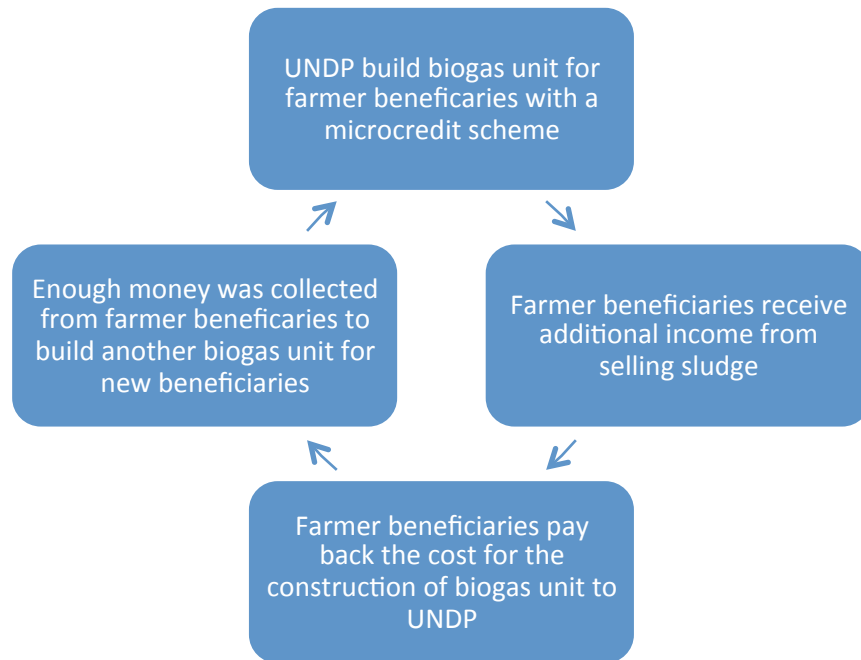 UNDP build biogas unit for
farmer beneficaries with a
microcredit scheme
Farmer beneficiaries receive
additional income from
selling sludge
Farmer beneficiaries pay
back the cost for the
construction of biogas unit to
UNDP
Enough money was collected
from farmer beneficaries to
build another biogas unit for
new beneficiaries